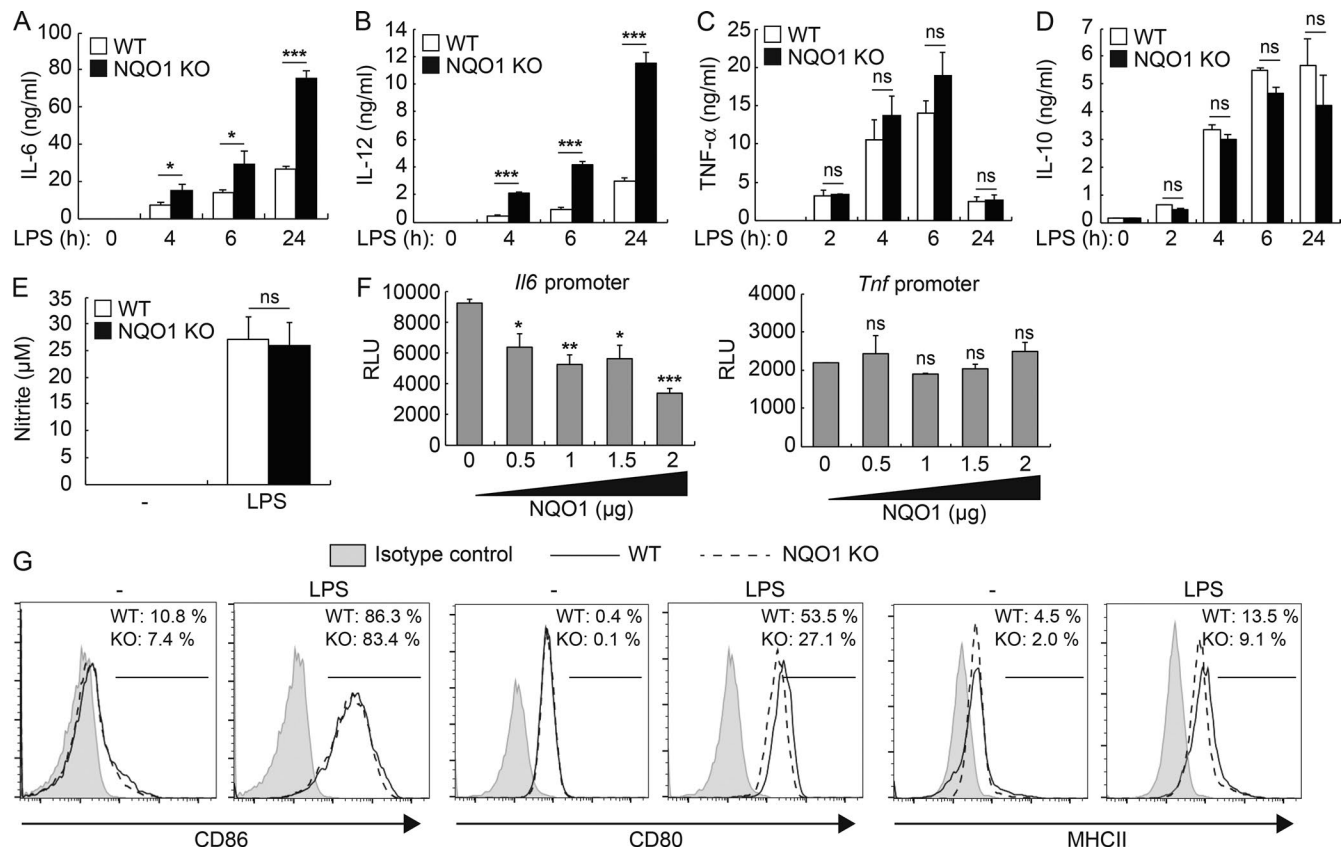 A
WT
NQO1 KO
IL-6 (ng/ml)
100
80
60
40
20
0
*
*
***
LPS (h): 0 4 6 24
B
WT
NQO1 KO
IL-12 (ng/ml)
14
12
10
8
6
4
2
0
***
***
***
LPS (h): 0 4 6 24
C
WT
NQO1 KO
TNF-α (ng/ml)
25
20
15
10
5
0
ns
ns
ns
ns
LPS (h): 0 2 4 6 24
D
WT
NQO1 KO
IL-10 (ng/ml)
7
6
5
4
3
2
1
0
ns
ns
ns
ns
LPS (h): 0 2 4 6 24
E
WT
NQO1 KO
Nitrite (µM)
35
30
25
20
15
10
5
0
ns
- LPS
F
Il6 promoter
RLU
10000
8000
6000
4000
2000
0
*
**
*
***
0 0.5 1 1.5 2
NQO1 (µg)
Tnf promoter
RLU
4000
3000
2000
1000
0
ns
ns
ns
ns
0 0.5 1 1.5 2
NQO1 (µg)
G
Isotype control WT NQO1 KO
-
WT: 10.8 %
KO: 7.4 %
LPS
WT: 86.3 %
KO: 83.4 %
CD86
-
WT: 0.4 %
KO: 0.1 %
LPS
WT: 53.5 %
KO: 27.1 %
CD80
-
WT: 4.5 %
KO: 2.0 %
LPS
WT: 13.5 %
KO: 9.1 %
MHCII